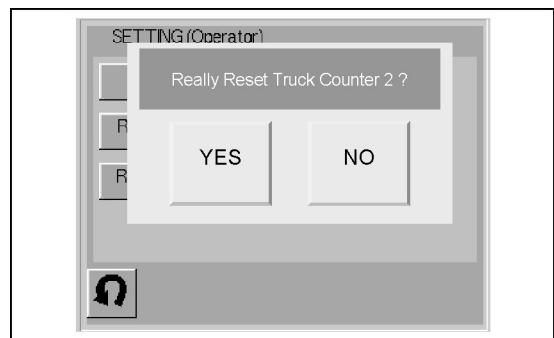 SETTING (Operator)
Really Reset Truck Counter 2 ?
R
R
YES
NO